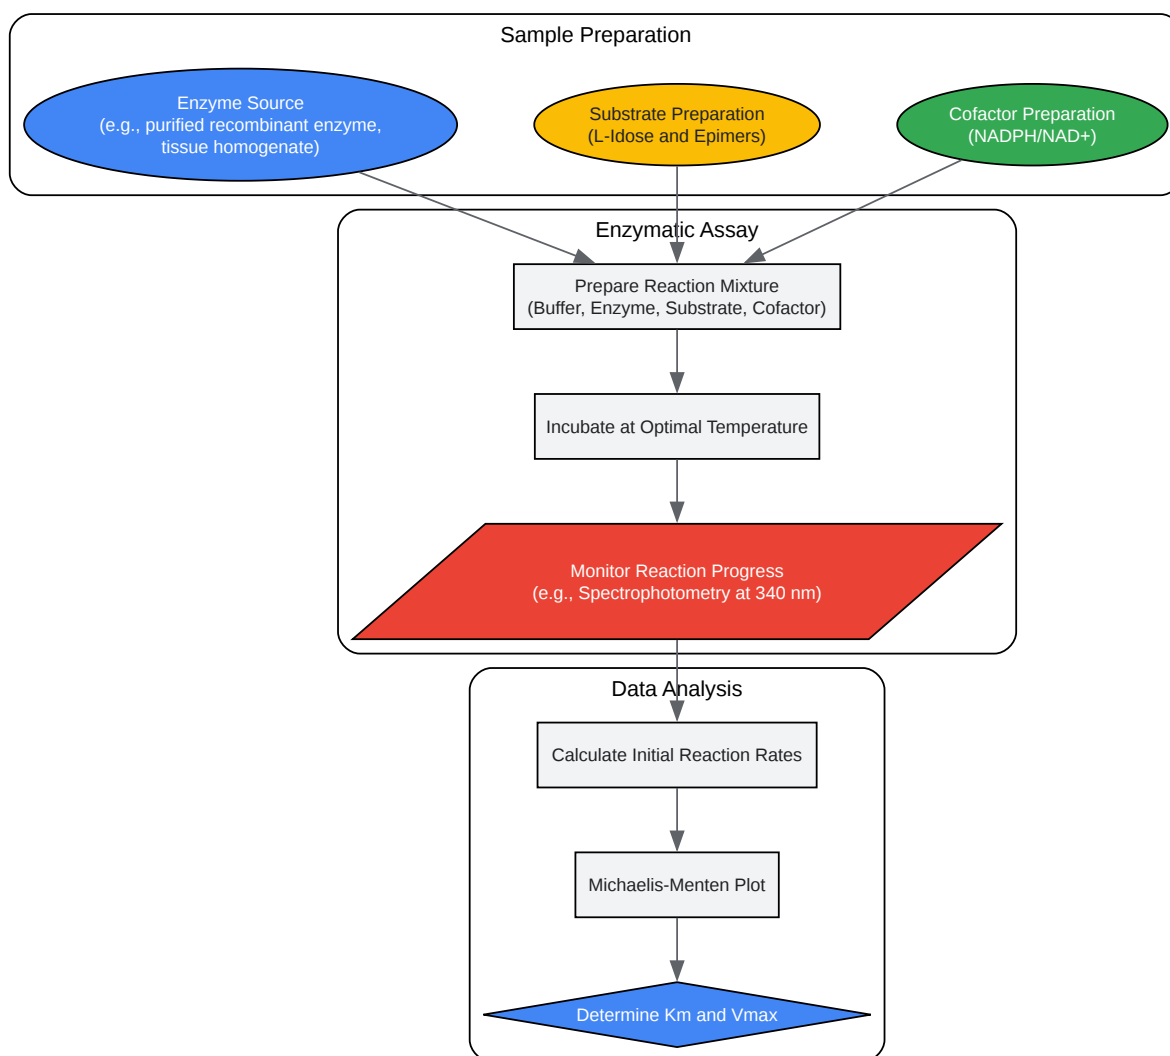 Sample Preparation
Enzyme Source
(e.g., purified recombinant enzyme,
tissue homogenate)
Substrate Preparation
(L-Idose and Epimers)
Cofactor Preparation
(NADPH/NAD+)
Enzymatic Assay
Prepare Reaction Mixture
(Buffer, Enzyme, Substrate, Cofactor)
Incubate at Optimal Temperature
Monitor Reaction Progress
(e.g., Spectrophotometry at 340 nm)
Data Analysis
Calculate Initial Reaction Rates
Michaelis-Menten Plot
Determine Km and Vmax